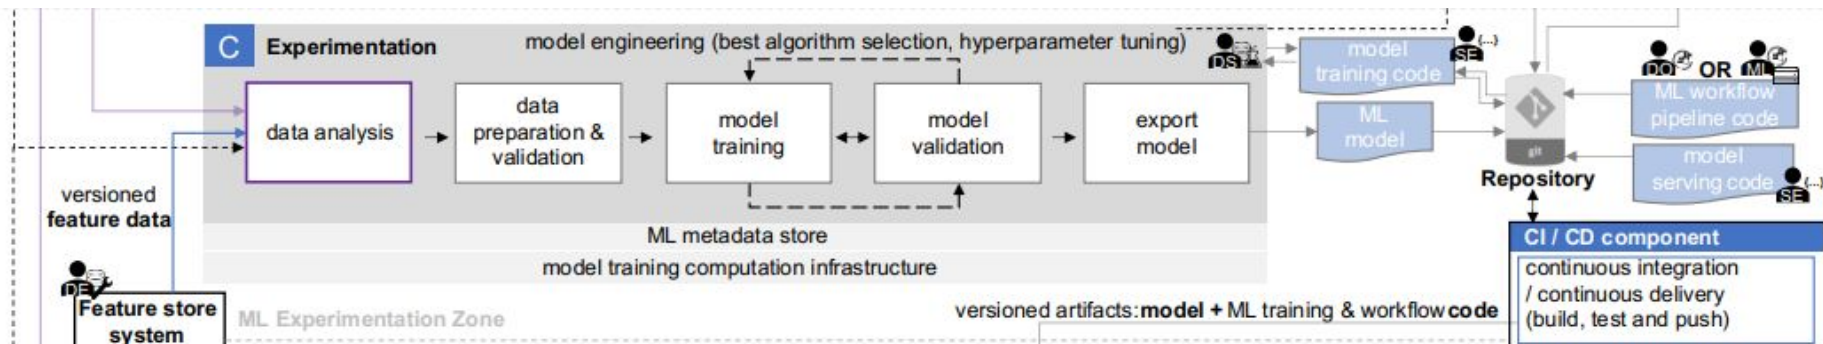 C
Experimentation
model engineering (best algorithm selection, hyperparameter tuning)
DS
model
training code
SE
{...}
DO
OR
ML
data analysis
data
preparation &
validation
model
training
model
validation
export
model
ML
model
git
Repository
ML workflow
pipeline code
model
serving code
SE
{...}
versioned
feature data
ML metadata store
model training computation infrastructure
DE
Feature store
system
ML Experimentation Zone
versioned artifacts: model + ML training & workflow code
CI / CD component
continuous integration
/ continuous delivery
(build, test and push)